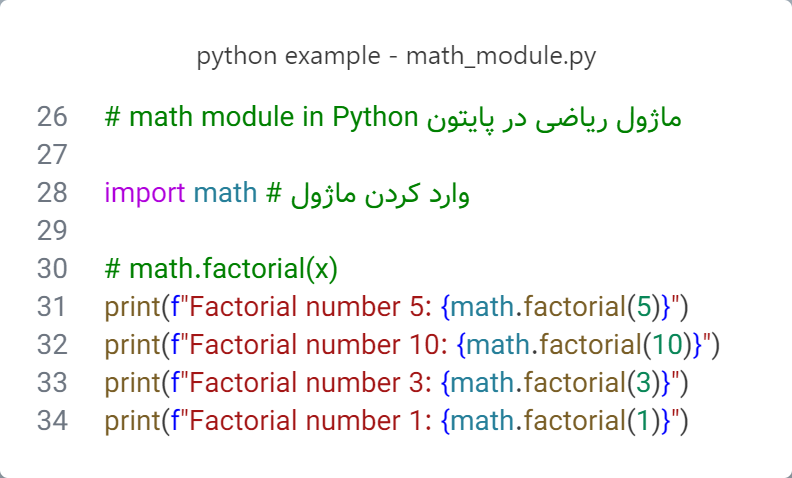 python example - math_module.py
26 # math module in Python ماژول ریاضی در پایتون
27
28 import math # وارد کردن ماژول
29
30 # math.factorial(x)
31 print(f"Factorial number 5: {math.factorial(5)}")
32 print(f"Factorial number 10: {math.factorial(10)}")
33 print(f"Factorial number 3: {math.factorial(3)}")
34 print(f"Factorial number 1: {math.factorial(1)}")